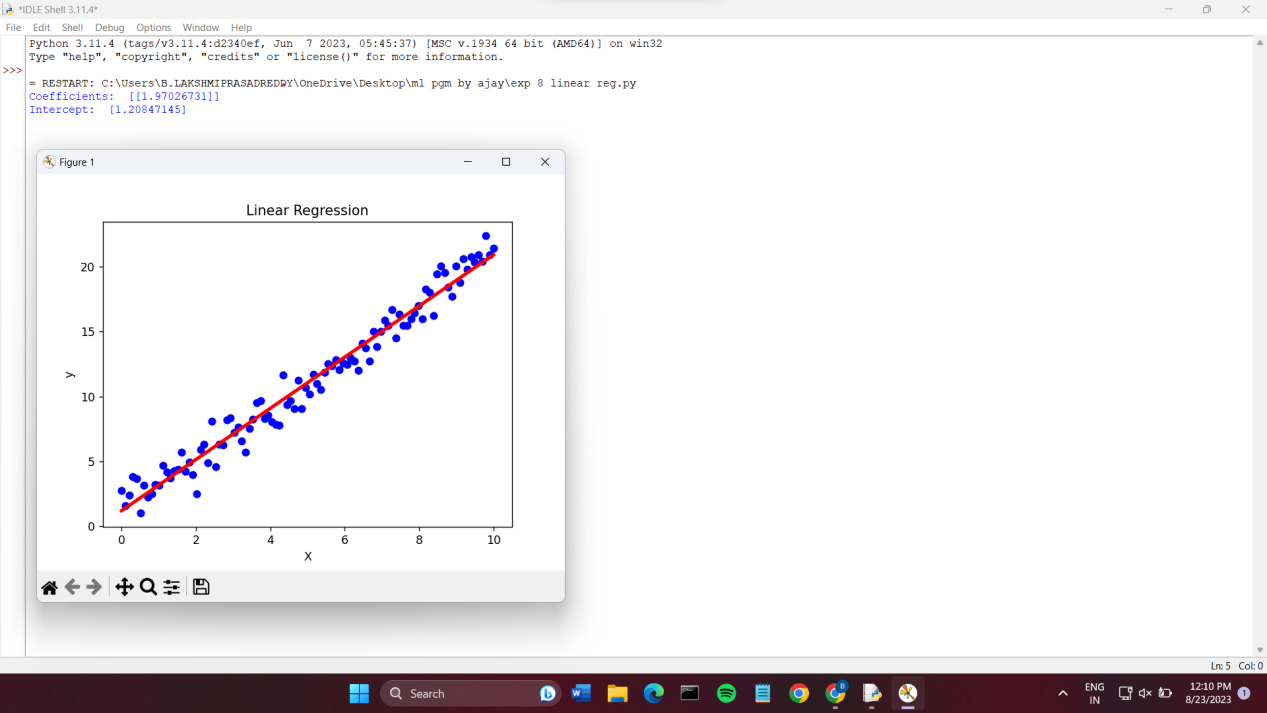 *IDLE Shell 3.11.4*
File Edit Shell Debug Options Window Help
Python 3.11.4 (tags/v3.11.4:d2340ef, Jun  7 2023, 05:45:37) [MSC v.1934 64 bit (AMD64)] on win32
Type "help", "copyright", "credits" or "license()" for more information.
>>>
= RESTART: C:\Users\B.LAKSHMIPRASADREDDY\OneDrive\Desktop\ml pgm by ajay\exp 8 linear reg.py
Coefficients:  [[1.97026731]]
Intercept:  [1.20847145]
Figure 1
Linear Regression
20
15
10
5
0
y
0 2 4 6 8 10
X
Ln: 5 Col: 0
Search
ENG
IN
12:10 PM
8/23/2023
1
W
B
b